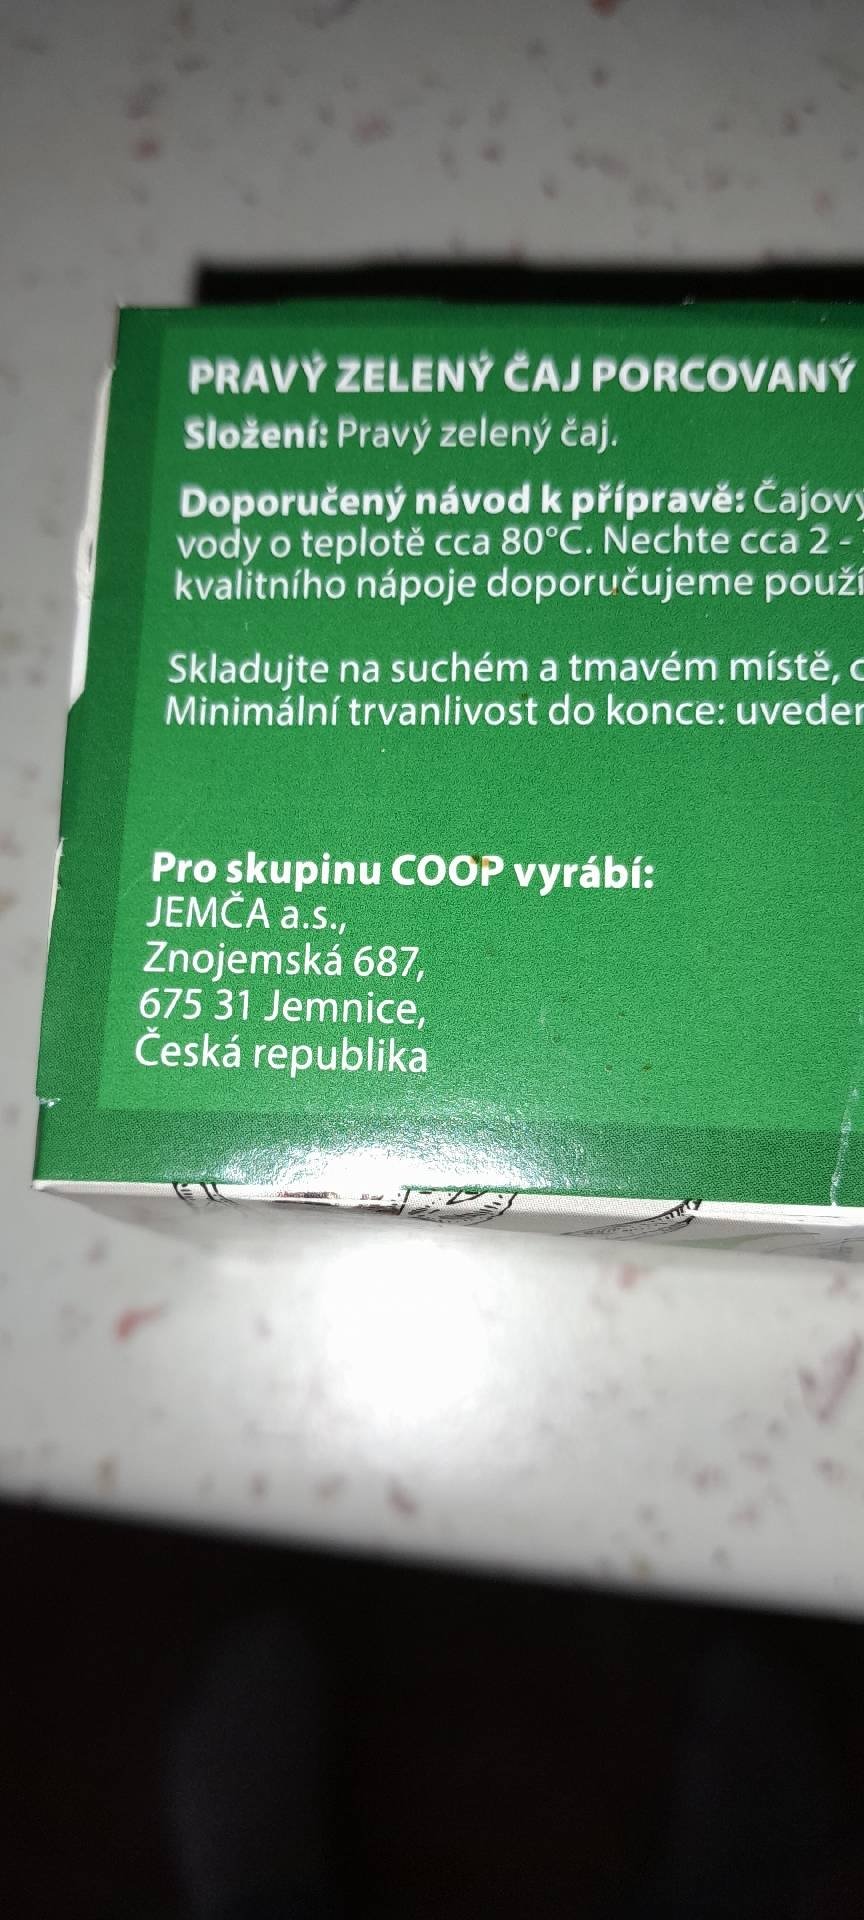 PRAVÝ ZELENÝ ČAJ PORCOVANÝ
Složení: Pravý zelený čaj.
Doporučený návod k přípravě: Čajový
vody o teplotě cca 80°C. Nechte cca 2 -
kvalitního nápoje doporučujeme použí
Skladujte na suchém a tmavém místě,
Minimální trvanlivost do konce: uveden
Pro skupinu COOP vyrábí:
JEMČA a.s.,
Znojemská 687,
675 31 Jemnice,
Česká republika